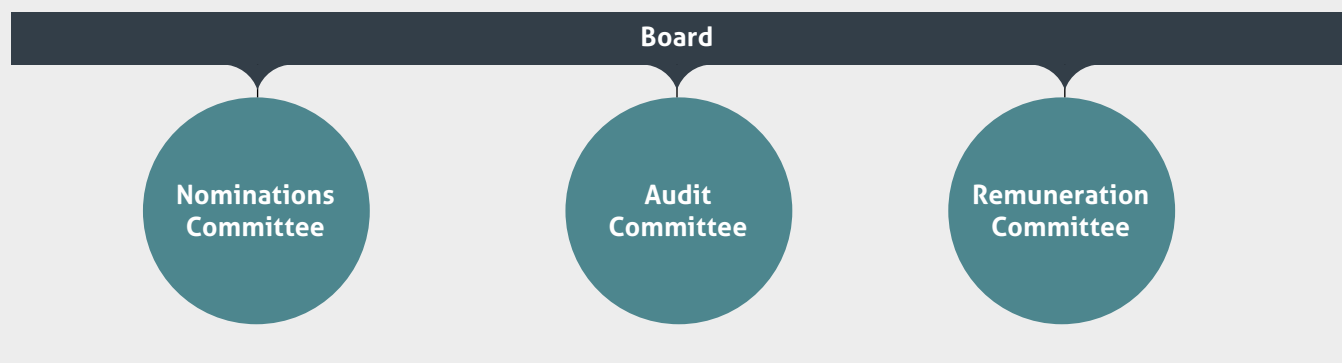 Board
Nominations
Committee
Audit
Committee
Remuneration
Committee